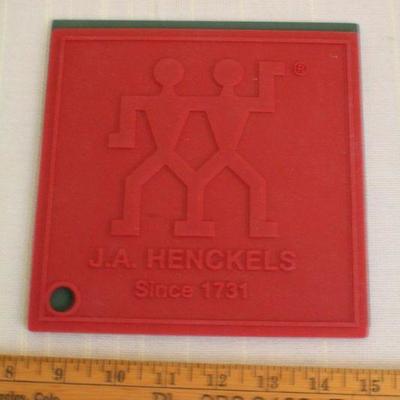 ®
J.A. HENCKELS
Since 1731
8 9 10 11 12 13 14 15